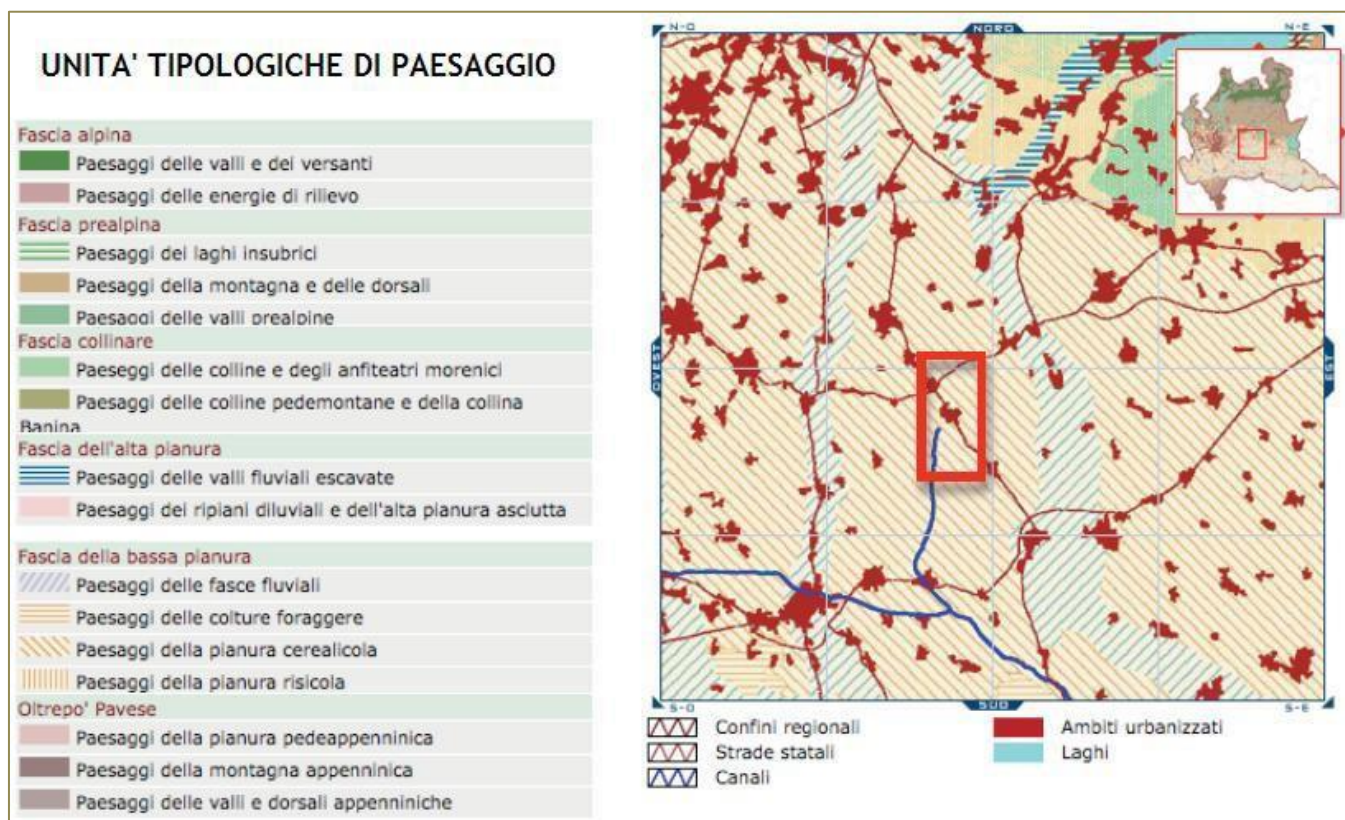 UNITA' TIPOLOGICHE DI PAESAGGIO
Fascia alpina
Paesaggi delle valli e dei versanti
Paesaggi delle energie di rilievo
Fascia prealpina
Paesaggi dei laghi insubrici
Paesaggi della montagna e delle dorsali
Paesaggi delle valli prealpine
Fascia collinare
Paeseggi delle colline e degli anfiteatri morenici
Paesaggi delle colline pedemontane e della collina
Banina
Fascia dell'alta pianura
Paesaggi delle valli fluviali escavate
Paesaggi dei ripiani diluviali e dell'alta pianura asciutta
Fascia della bassa pianura
Paesaggi delle fasce fluviali
Paesaggi delle colture foraggere
Paesaggi della pianura cerealicola
Paesaggi della pianura risicola
Oltrepo' Pavese
Paesaggi della pianura pedeappenninica
Paesaggi della montagna appenninica
Paesaggi delle valli e dorsali appenniniche
N-O
NORD
N-E
OVEST
EST
S-O
SUD
S-E
Confini regionali
Strade statali
Canali
Ambiti urbanizzati
Laghi